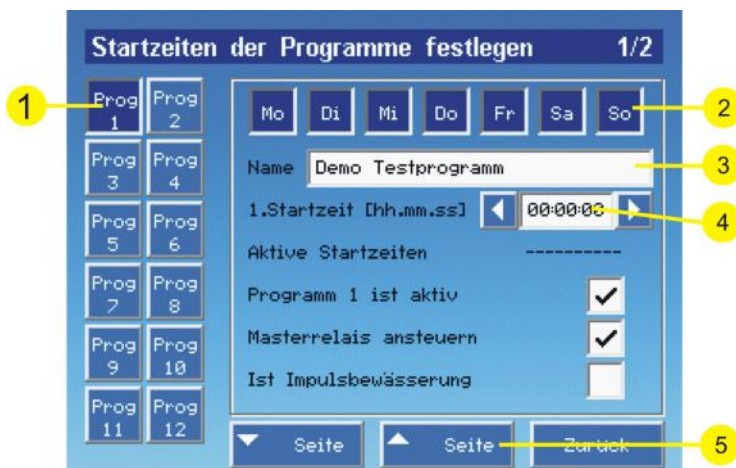 Startzeiten der Programme festlegen 1/2
1
Prog 1
Prog 2
Prog 3
Prog 4
Prog 5
Prog 6
Prog 7
Prog 8
Prog 9
Prog 10
Prog 11
Prog 12
Mo Di Mi Do Fr Sa So 2
Name Demo Testprogramm 3
1.Startzeit [hh.mm.ss] 00:00:00 4
Aktive Startzeiten ----------
Programm 1 ist aktiv
Masterrelais ansteuern
Ist Impulsbewässerung
Seite Seite Zurück 5